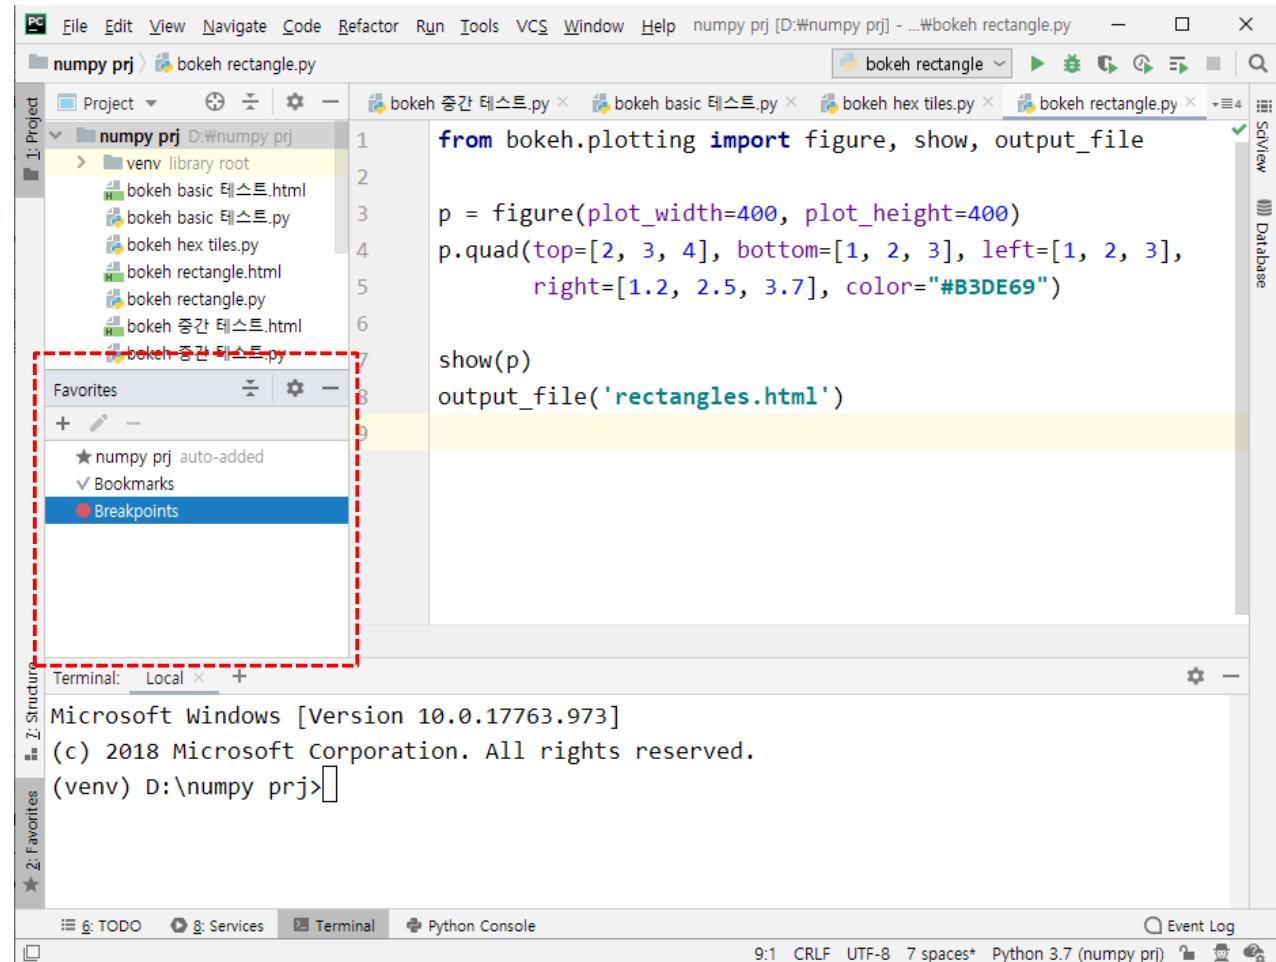 PC File Edit View Navigate Code Refactor Run Tools VCS Window Help numpy prj [D:₩numpy prj] - ...₩bokeh rectangle.py
numpy prj bokeh rectangle.py bokeh rectangle
1: Project
Project
bokeh 중간 테스트.py bokeh basic 테스트.py bokeh hex tiles.py bokeh rectangle.py 4
numpy prj D:₩numpy prj
venv library root
bokeh basic 테스트.html
bokeh basic 테스트.py
bokeh hex tiles.py
bokeh rectangle.html
bokeh rectangle.py
bokeh 중간 테스트.html
bokeh 중간 테스트.py
1 from bokeh.plotting import figure, show, output_file
2
3 p = figure(plot_width=400, plot_height=400)
4 p.quad(top=[2, 3, 4], bottom=[1, 2, 3], left=[1, 2, 3],
5 right=[1.2, 2.5, 3.7], color="#B3DE69")
6
7 show(p)
8 output_file('rectangles.html')
9
SciView
Database
Favorites
numpy prj auto-added
Bookmarks
Breakpoints
7: Structure
2: Favorites
Terminal: Local
Microsoft Windows [Version 10.0.17763.973]
(c) 2018 Microsoft Corporation. All rights reserved.
(venv) D:\numpy prj>
6: TODO 8: Services Terminal Python Console Event Log
9:1 CRLF UTF-8 7 spaces* Python 3.7 (numpy prj)